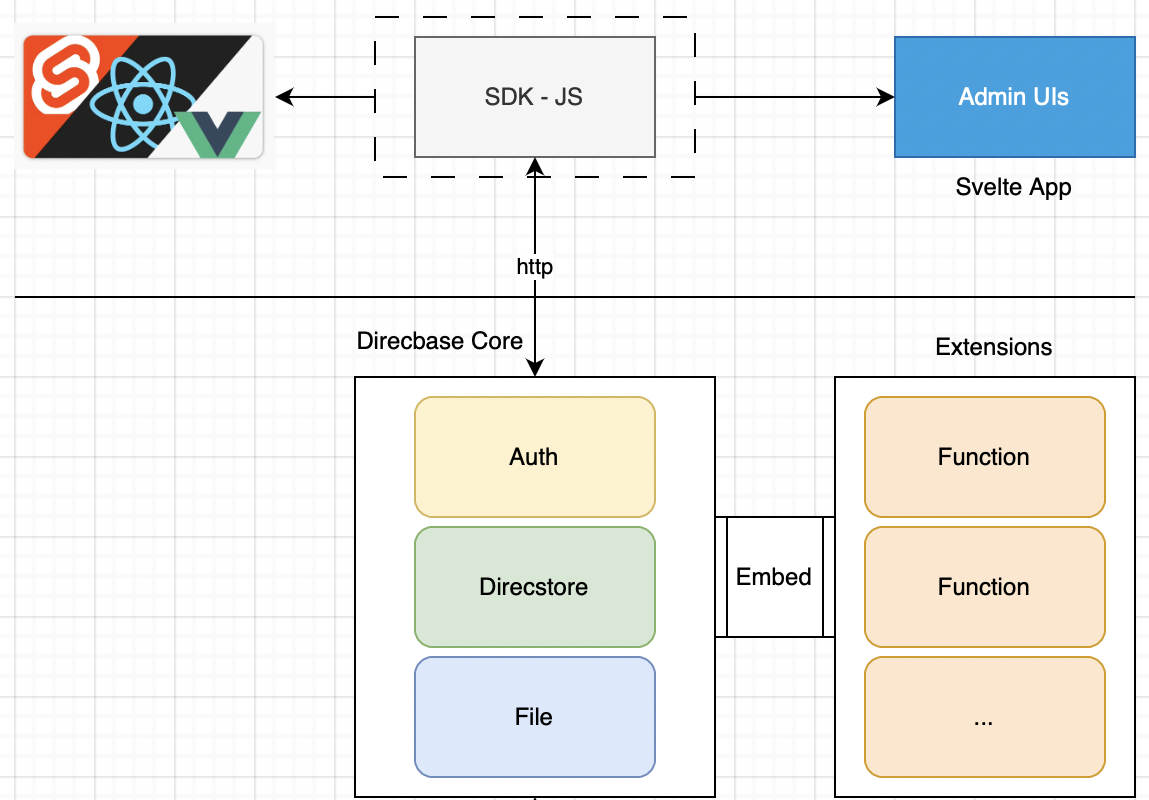 SDK - JS
Admin UIs
Svelte App
http
Direcbase Core
Extensions
Auth
Function
Direcstore
Embed
Function
File
...